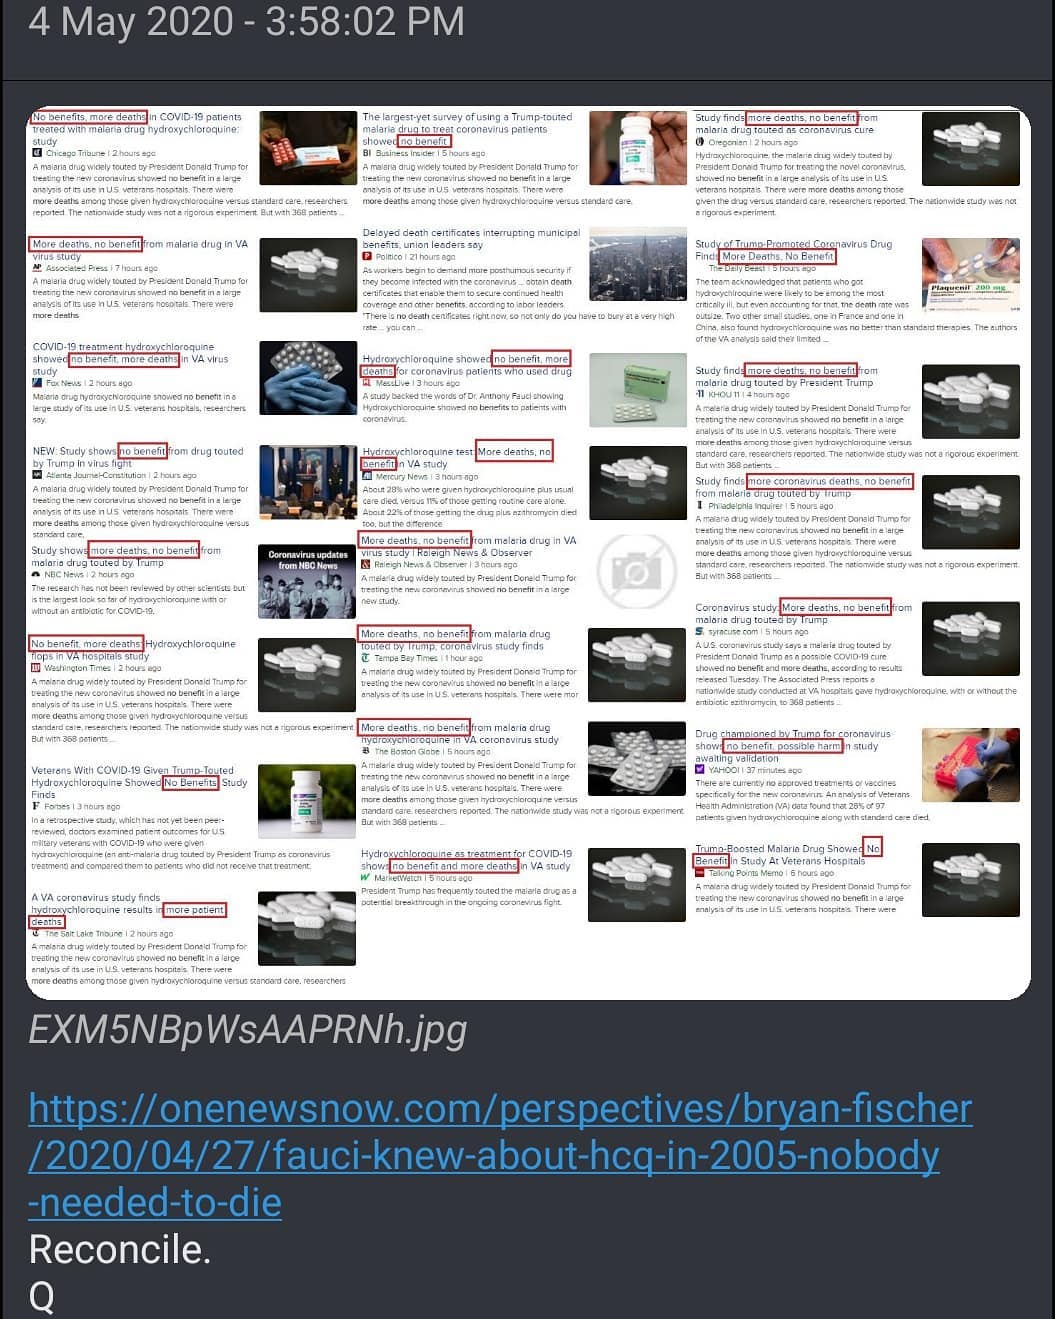 4 May 2020 - 3:58:02 PM
No benefits, more deaths in COVID-19 patients
treated with malaria drug hydroxychloroquine:
study
Chicago Tribune | 2 hours ago
A malaria drug widely touted by President Donald Trump for
treating the new coronavirus showed no benefit in a large
analysis of its use in U.S. veterans hospitals. There were
more deaths among those given hydroxychloroquine versus standard care, researchers
reported. The nationwide study was not a rigorous experiment. But with 368 patients ...
More deaths, no benefit from malaria drug in VA
virus study
AP Associated Press | 7 hours ago
A malaria drug widely touted by President Donald Trump for
treating the new coronavirus showed no benefit in a large
analysis of its use in U.S. veterans hospitals. There were
more deaths
COVID-19 treatment hydroxychloroquine
showed no benefit, more deaths in VA virus
study
Fox News | 2 hours ago
Malaria drug hydroxychloroquine showed no benefit in a
large study of its use in U.S. veterans hospitals, researchers
say.
NEW: Study shows no benefit from drug touted
by Trump in virus fight
Atlanta Journal-Constitution | 2 hours ago
A malaria drug widely touted by President Donald Trump for
treating the new coronavirus showed no benefit in a large
analysis of its use in U.S. veterans hospitals. There were
more deaths among those given hydroxychloroquine versus
standard care,
Study shows more deaths, no benefit from
malaria drug touted by Trump
NBC News | 2 hours ago
The research has not been reviewed by other scientists but
is the largest look so far of hydroxychloroquine with or
without an antibiotic for COVID-19.
Coronavirus updates
from NBC News
No benefit, more deaths: Hydroxychloroquine
flops in VA hospitals study
Washington Times | 2 hours ago
A malaria drug widely touted by President Donald Trump for
treating the new coronavirus showed no benefit in a large
analysis of its use in U.S. veterans hospitals. There were
more deaths among those given hydroxychloroquine versus
standard care, researchers reported. The nationwide study was not a rigorous experiment.
But with 368 patients ...
Veterans With COVID-19 Given Trump-Touted
Hydroxychloroquine Showed No Benefits, Study
Finds
F Forbes | 3 hours ago
In a retrospective study, which has not yet been peer-
reviewed, doctors examined patient outcomes for U.S.
military veterans with COVID-19 who were given
hydroxychloroquine (an anti-malaria drug touted by President Trump as coronavirus
treatment) and compared them to patients who did not receive that treatment.
A VA coronavirus study finds
hydroxychloroquine results in more patient
deaths
The Salt Lake Tribune | 2 hours ago
A malaria drug widely touted by President Donald Trump for
treating the new coronavirus showed no benefit in a large
analysis of its use in U.S. veterans hospitals. There were
more deaths among those given hydroxychloroquine versus standard care, researchers
The largest-yet survey of using a Trump-touted
malaria drug to treat coronavirus patients
showed no benefit
BI Business Insider | 5 hours ago
A malaria drug widely touted by President Donald Trump for
treating the new coronavirus showed no benefit in a large
analysis of its use in U.S. veterans hospitals. There were
more deaths among those given hydroxychloroquine versus standard care,
Delayed death certificates interrupting municipal
benefits, union leaders say
P Politico | 21 hours ago
As workers begin to demand more posthumous security if
they become infected with the coronavirus ... obtain death
certificates that enable them to secure continued health
coverage and other benefits, according to labor leaders.
"There is no death certificates right now, so not only do you have to bury at a very high
rate ... you can ...
Hydroxychloroquine showed no benefit, more
deaths for coronavirus patients who used drug
MassLive | 3 hours ago
A study backed the words of Dr. Anthony Fauci showing
Hydroxychloroquine showed no benefits to patients with
coronavirus.
Hydroxychloroquine test: More deaths, no
benefit in VA study
Mercury News | 3 hours ago
About 28% who were given hydroxychloroquine plus usual
care died, versus 11% of those getting routine care alone.
About 22% of those getting the drug plus azithromycin died
too, but the difference
More deaths, no benefit from malaria drug in VA
virus study | Raleigh News & Observer
Raleigh News & Observer | 3 hours ago
A malaria drug widely touted by President Donald Trump for
treating the new coronavirus showed no benefit in a large
new study.
More deaths, no benefit from malaria drug
touted by Trump, coronavirus study finds
Tampa Bay Times | 1 hour ago
A malaria drug widely touted by President Donald Trump for
treating the new coronavirus showed no benefit in a large
analysis of its use in U.S. veterans hospitals. There were mor
More deaths, no benefit from malaria drug
hydroxychloroquine in VA coronavirus study
B The Boston Globe | 5 hours ago
A malaria drug widely touted by President Donald Trump for
treating the new coronavirus showed no benefit in a large
analysis of its use in U.S. veterans hospitals. There were
more deaths among those given hydroxychloroquine versus
standard care, researchers reported. The nationwide study was not a rigorous experiment.
But with 368 patients ...
Hydroxychloroquine as treatment for COVID-19
shows no benefit and more deaths in VA study
MarketWatch | 5 hours ago
President Trump has frequently touted the malaria drug as a
potential breakthrough in the ongoing coronavirus fight.
Study finds more deaths, no benefit from
malaria drug touted as coronavirus cure
Oregonian | 2 hours ago
Hydroxychloroquine, the malaria drug widely touted by
President Trump for treating the novel coronavirus,
showed no benefit in a large analysis of its use in U.S.
veterans hospitals. There were more deaths among those
given the drug versus standard care, researchers reported. The nationwide study was not
a rigorous experiment.
Study of Trump-Promoted Coronavirus Drug
Finds More Deaths, No Benefit
The Daily Beast | 5 hours ago
The team acknowledged that patients who got
hydroxychloroquine were likely to be among the most
critically ill, but even accounting for that, the death rate was
outsize. Two other small studies, one in France and one in
China, also found hydroxychloroquine was no better than standard therapies. The authors
of the VA analysis said their limited ...
Plaquenil 200 mg
Study finds more deaths, no benefit from
malaria drug touted by President Trump
11 KHOU 11 | 4 hours ago
A malaria drug widely touted by President Donald Trump for
treating the new coronavirus showed no benefit in a large
analysis of its use in U.S. veterans hospitals. There were
more deaths among those given hydroxychloroquine versus
standard care, researchers reported. The nationwide study was not a rigorous experiment.
But with 368 patients ...
Study finds more coronavirus deaths, no benefit
from malaria drug touted by Trump
Philadelphia Inquirer | 5 hours ago
A malaria drug widely touted by President Donald Trump for
treating the new coronavirus showed no benefit in a large
analysis of its use in U.S. veterans hospitals. There were
more deaths among those given hydroxychloroquine versus
standard care, researchers reported. The nationwide study was not a rigorous experiment.
But with 368 patients ...
Coronavirus study: More deaths, no benefit from
malaria drug touted by Trump
syracuse.com | 5 hours ago
A U.S. coronavirus study says a malaria drug touted by
President Donald Trump as a possible COVID-19 cure
showed no benefit and more deaths, according to results
released Tuesday. The Associated Press reports a
nationwide study conducted at VA hospitals gave hydroxychloroquine, with or without the
antibiotic azithromycin, to 368 patients ...
Drug championed by Trump for coronavirus
shows no benefit, possible harm in study
awaiting validation
YAHOO! | 37 minutes ago
There are currently no approved treatments or vaccines
specifically for the new coronavirus. An analysis of Veterans
Health Administration (VA) data found that 28% of 97
patients given hydroxychloroquine along with standard care died,
Trump-Boosted Malaria Drug Showed No
Benefit in Study At Veterans Hospitals
Talking Points Memo | 6 hours ago
A malaria drug widely touted by President Donald Trump for
treating the new coronavirus showed no benefit in a large
analysis of its use in U.S. veterans hospitals. There were
EXM5NBpWsAAPRNh.jpg
https://onenewsnow.com/perspectives/bryan-fischer
/2020/04/27/fauci-knew-about-hcq-in-2005-nobody
-needed-to-die
Reconcile.
Q